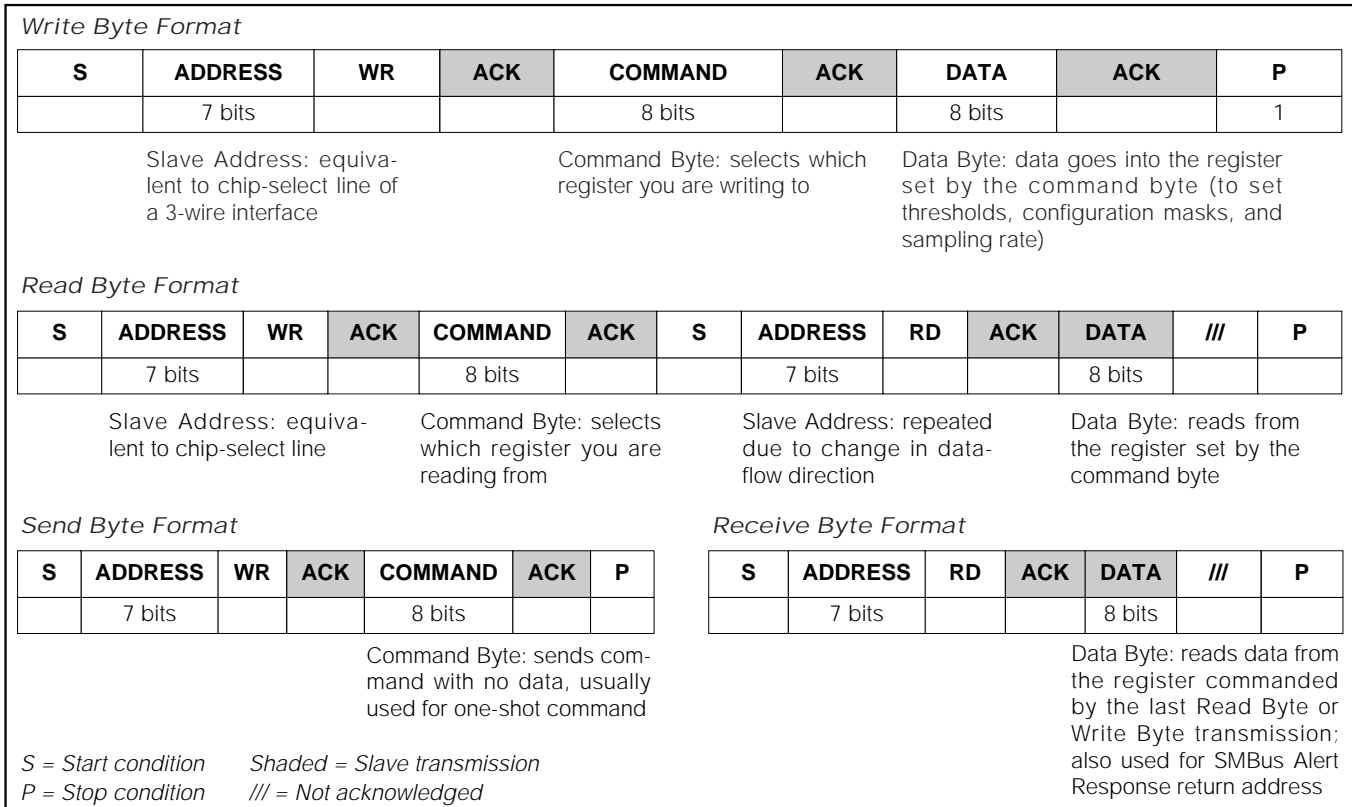 Write Byte Format
S ADDRESS WR ACK COMMAND ACK DATA ACK P
7 bits 8 bits 8 bits 1
Slave Address: equiva-
lent to chip-select line of
a 3-wire interface
Command Byte: selects which
register you are writing to
Data Byte: data goes into the register
set by the command byte (to set
thresholds, configuration masks, and
sampling rate)
Read Byte Format
S ADDRESS WR ACK COMMAND ACK S ADDRESS RD ACK DATA /// P
7 bits 8 bits 7 bits 8 bits
Slave Address: equiva-
lent to chip-select line
Command Byte: selects
which register you are
reading from
Slave Address: repeated
due to change in data-
flow direction
Data Byte: reads from
the register set by the
command byte
Send Byte Format
S ADDRESS WR ACK COMMAND ACK P
7 bits 8 bits
Command Byte: sends com-
mand with no data, usually
used for one-shot command
Receive Byte Format
S ADDRESS RD ACK DATA /// P
7 bits 8 bits
Data Byte: reads data from
the register commanded
by the last Read Byte or
Write Byte transmission;
also used for SMBus Alert
Response return address
S = Start condition Shaded = Slave transmission
P = Stop condition /// = Not acknowledged